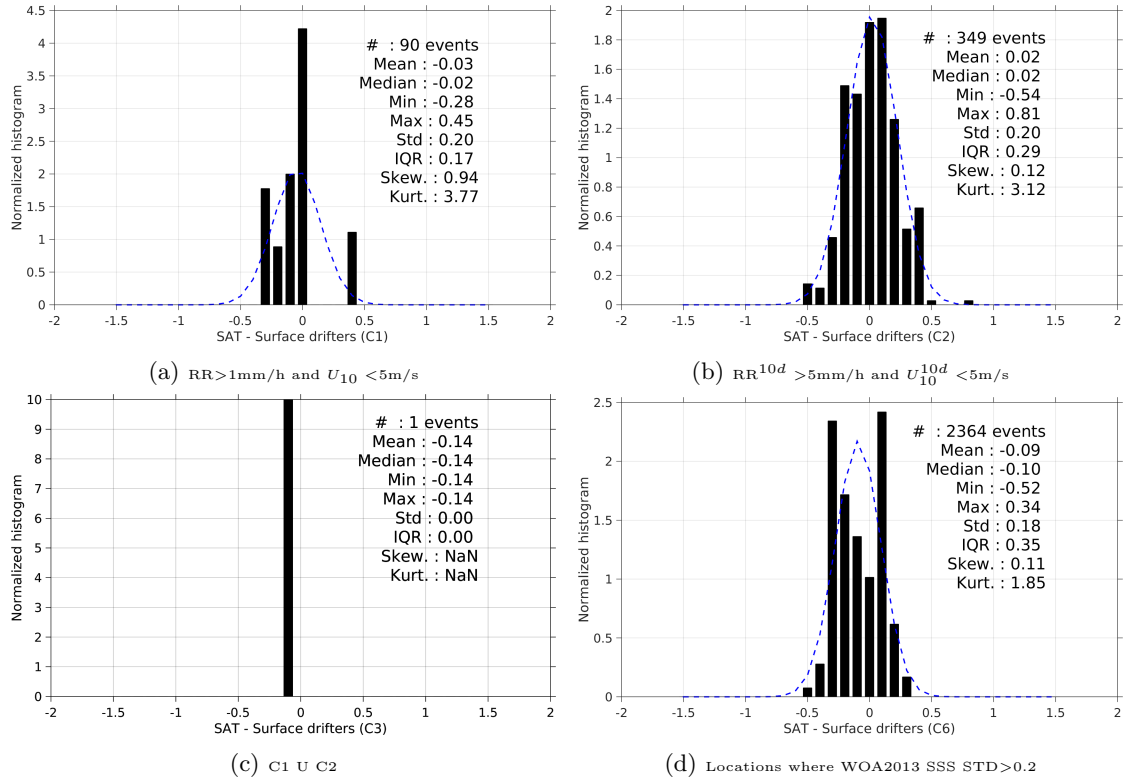 4.5
4
3.5
3
2.5
2
1.5
1
0.5
0
Normalized histogram
# : 90 events
Mean : -0.03
Median : -0.02
Min : -0.28
Max : 0.45
Std : 0.20
IQR : 0.17
Skew. : 0.94
Kurt. : 3.77
-2 -1.5 -1 -0.5 0 0.5 1 1.5 2
SAT - Surface drifters (C1)
(a) RR>1mm/h and U10 <5m/s
2
1.8
1.6
1.4
1.2
1
0.8
0.6
0.4
0.2
0
Normalized histogram
# : 349 events
Mean : 0.02
Median : 0.02
Min : -0.54
Max : 0.81
Std : 0.20
IQR : 0.29
Skew. : 0.12
Kurt. : 3.12
-2 -1.5 -1 -0.5 0 0.5 1 1.5 2
SAT - Surface drifters (C2)
(b) RR10d >5mm/h and U10 10d <5m/s
10
9
8
7
6
5
4
3
2
1
0
Normalized histogram
# : 1 events
Mean : -0.14
Median : -0.14
Min : -0.14
Max : -0.14
Std : 0.00
IQR : 0.00
Skew. : NaN
Kurt. : NaN
-2 -1.5 -1 -0.5 0 0.5 1 1.5 2
SAT - Surface drifters (C3)
(c) C1 U C2
2.5
2
1.5
1
0.5
0
Normalized histogram
# : 2364 events
Mean : -0.09
Median : -0.10
Min : -0.52
Max : 0.34
Std : 0.18
IQR : 0.35
Skew. : 0.11
Kurt. : 1.85
-2 -1.5 -1 -0.5 0 0.5 1 1.5 2
SAT - Surface drifters (C6)
(d) Locations where WOA2013 SSS STD>0.2